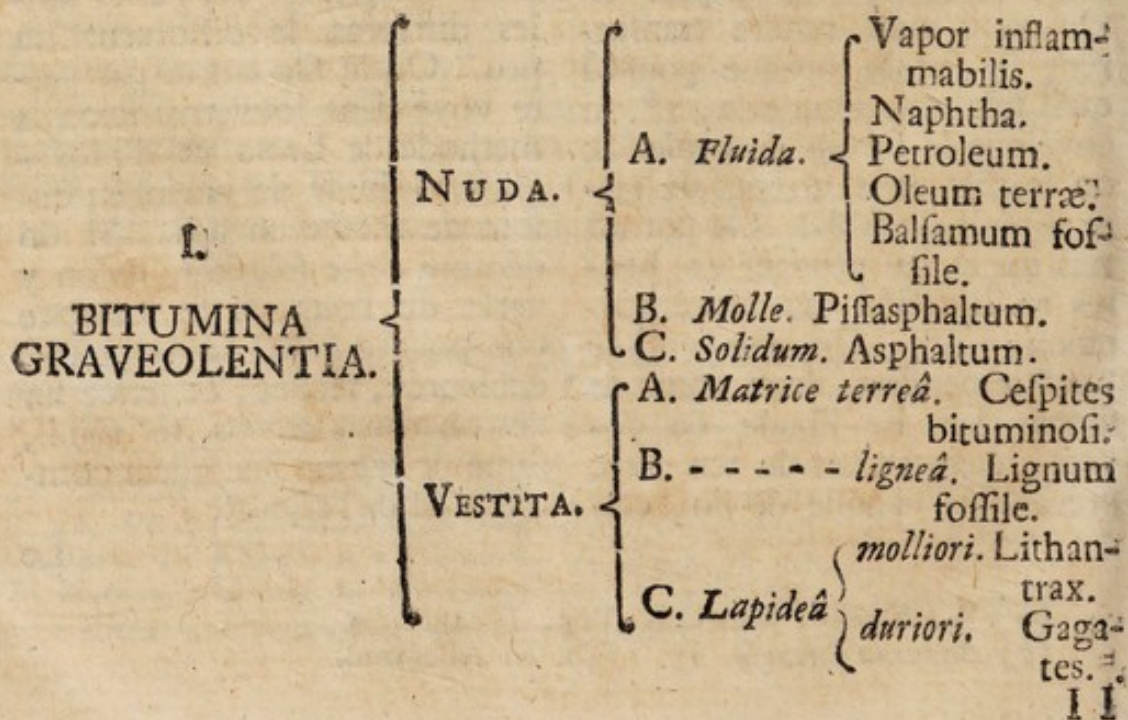 I.
BITUMINA
GRAVEOLENTIA.
NUDA.
A. Fluida.
Vapor inflam-
mabilis.
Naphtha.
Petroleum.
Oleum terræ.
Balſamum foſ-
ſile.
B. Molle. Piſſasphaltum.
C. Solidum. Asphaltum.
VESTITA.
A. Matrice terreâ. Ceſpites
bituminoſi.
B. - - - - - ligneâ. Lignum
foſſile.
C. Lapideâ
molliori. Lithan-
trax.
duriori. Gaga-
tes.
II